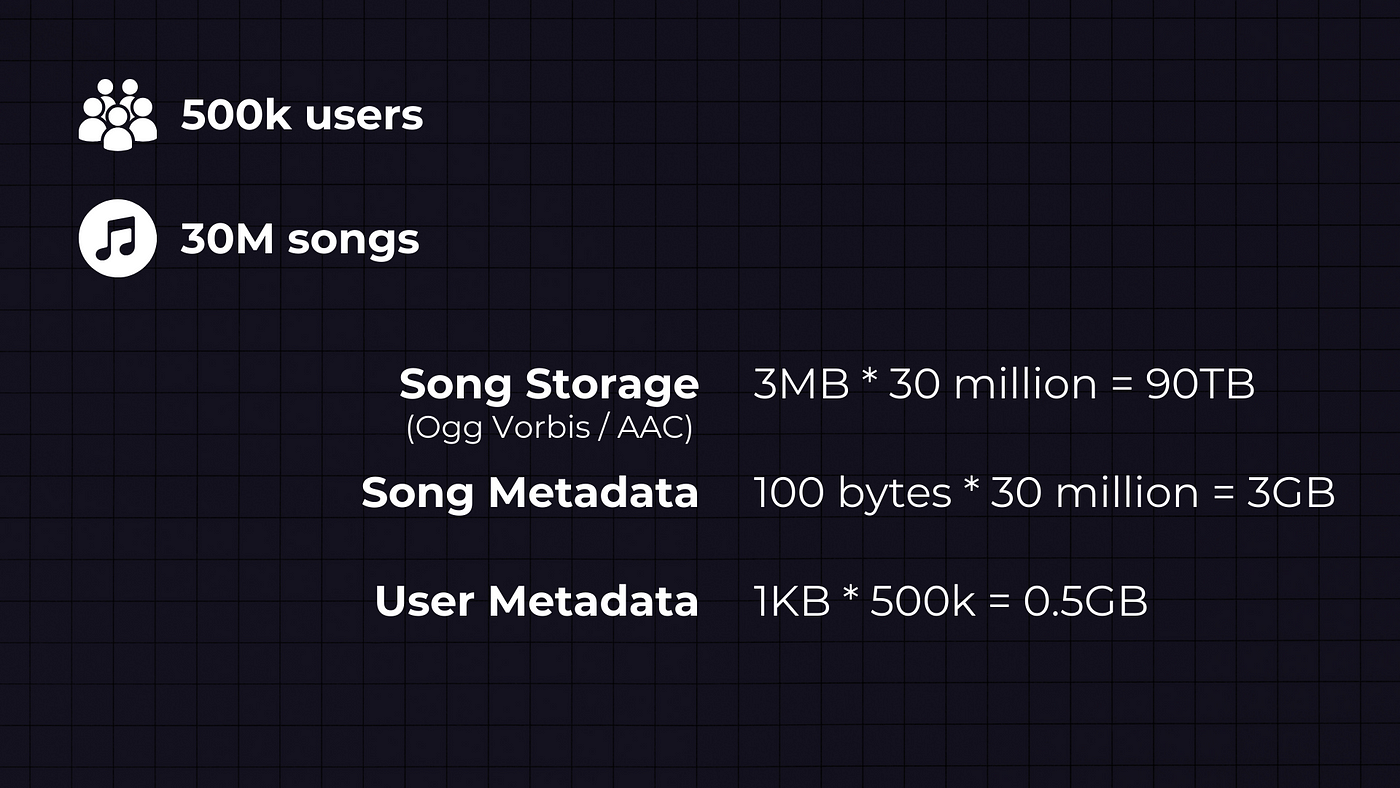 500k users
30M songs
Song Storage 3MB * 30 million = 90TB
(Ogg Vorbis / AAC)
Song Metadata 100 bytes * 30 million = 3GB
User Metadata 1KB * 500k = 0.5GB